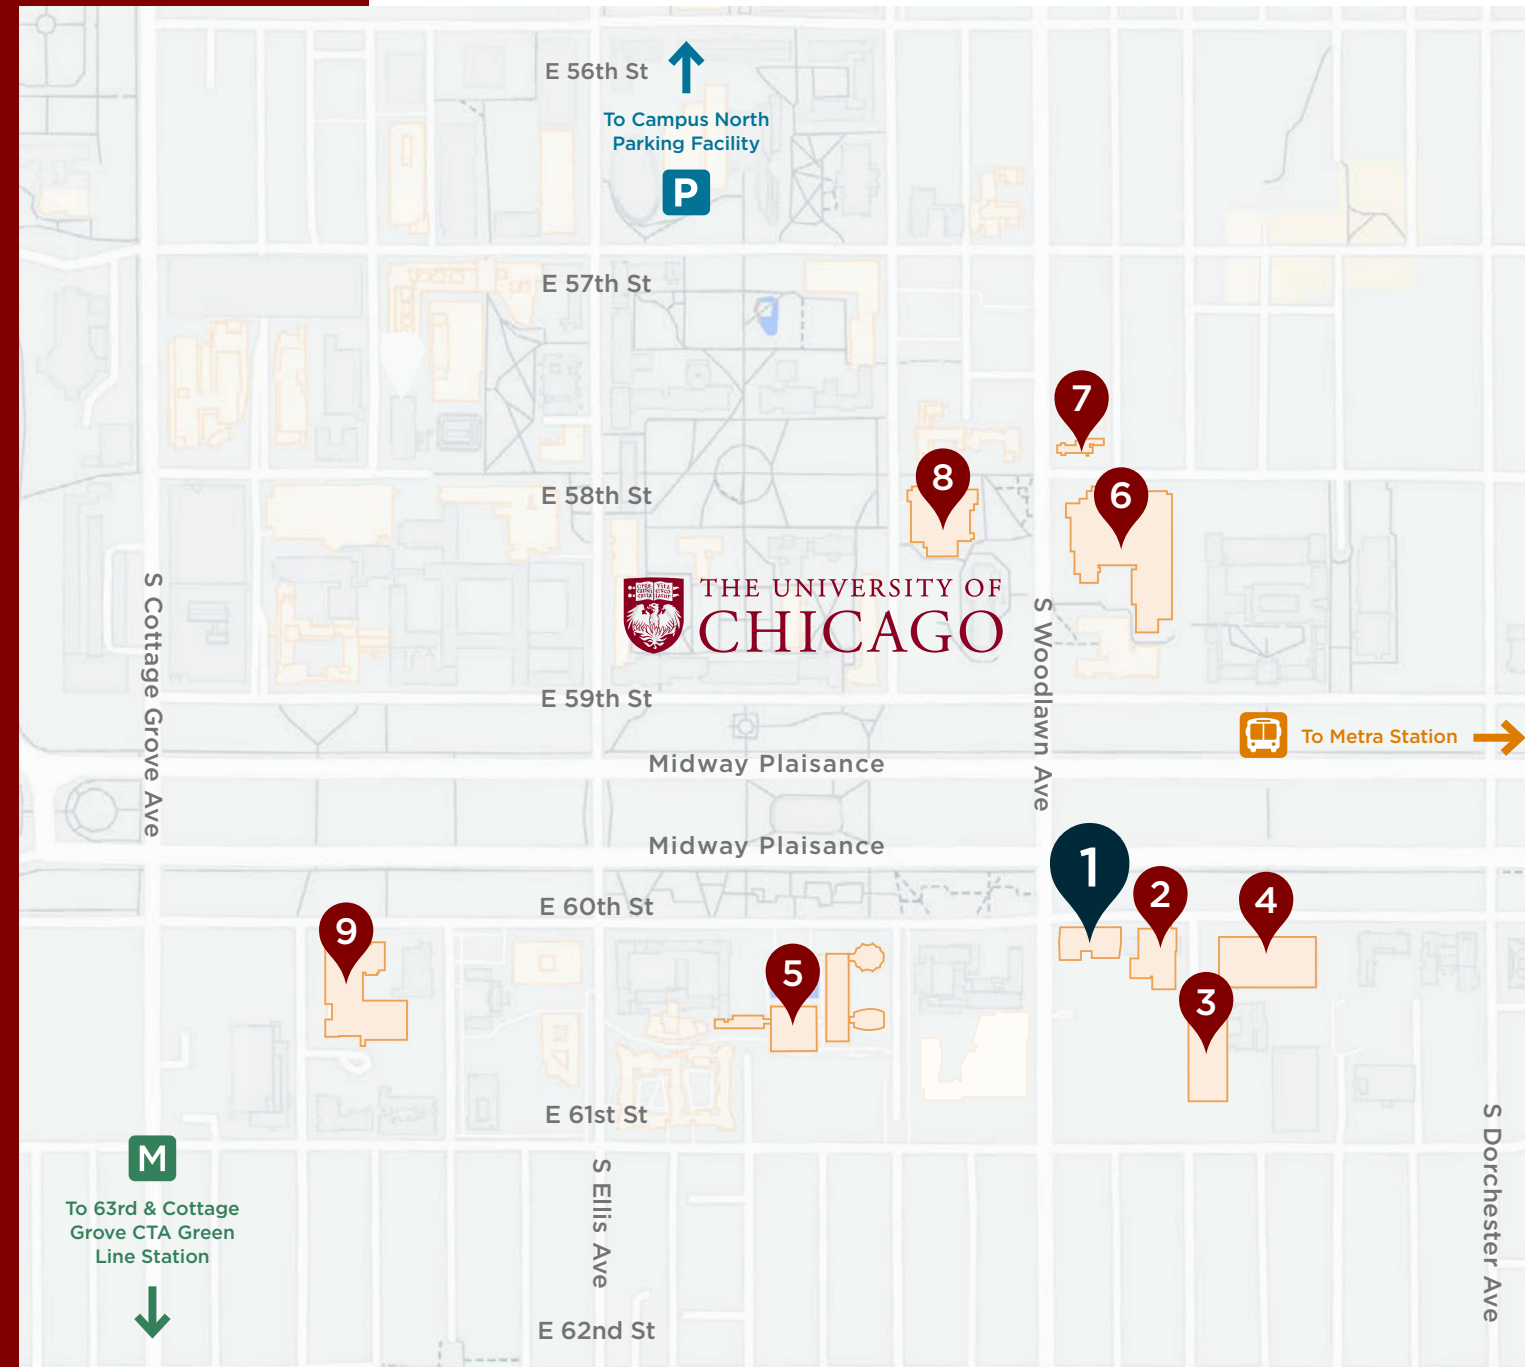 E 56th St
To Campus North
Parking Facility
P
E 57th St
7
8
6
E 58th St
THE UNIVERSITY OF
CHICAGO
S Cottage Grove Ave
S Woodlawn Ave
E 59th St
To Metra Station
Midway Plaisance
Midway Plaisance
1
2
4
E 60th St
9
5
3
E 61st St
M
To 63rd & Cottage
Grove CTA Green
Line Station
S Ellis Ave
S Dorchester Ave
E 62nd St